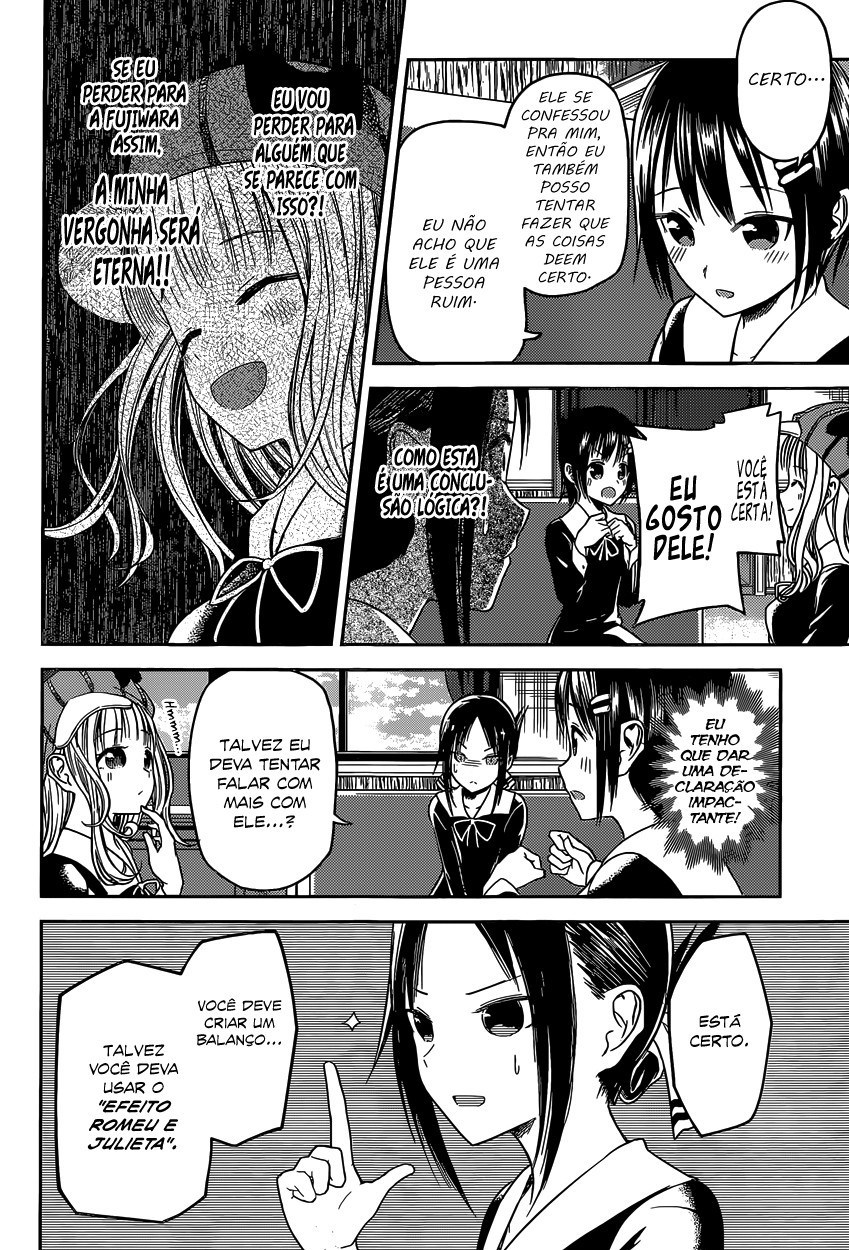 CERTO...
ELE SE
CONFESSOU
PRA MIM,
ENTÃO EU
TAMBÉM
POSSO
TENTAR
FAZER QUE
AS COISAS
DEEM
CERTO.
EU NÃO
ACHO QUE
ELE É UMA
PESSOA
RUIM.
EU VOU
PERDER PARA
ALGUÉM QUE
SE PARECE COM
ISSO?!
SE EU
PERDER PARA
A FUJIWARA
ASSIM,
A MINHA
VERGONHA SERÁ
ETERNA!!
VOCÊ
ESTÁ
CERTA!
EU
GOSTO
DELE!
COMO ESTA
É UMA CONCLU-
SÃO LÓGICA?!
EU
TENHO
QUE DAR
UMA DE-
CLARAÇÃO
IMPAC-
TANTE!
TALVEZ EU
DEVA TENTAR
FALAR COM
MAIS COM
ELE...?
Hmmm...
ESTÁ
CERTO.
VOCÊ DEVE
CRIAR UM
BALANÇO...
TALVEZ
VOCÊ DEVA
USAR O
"EFEITO
ROMEU E
JULIETA".